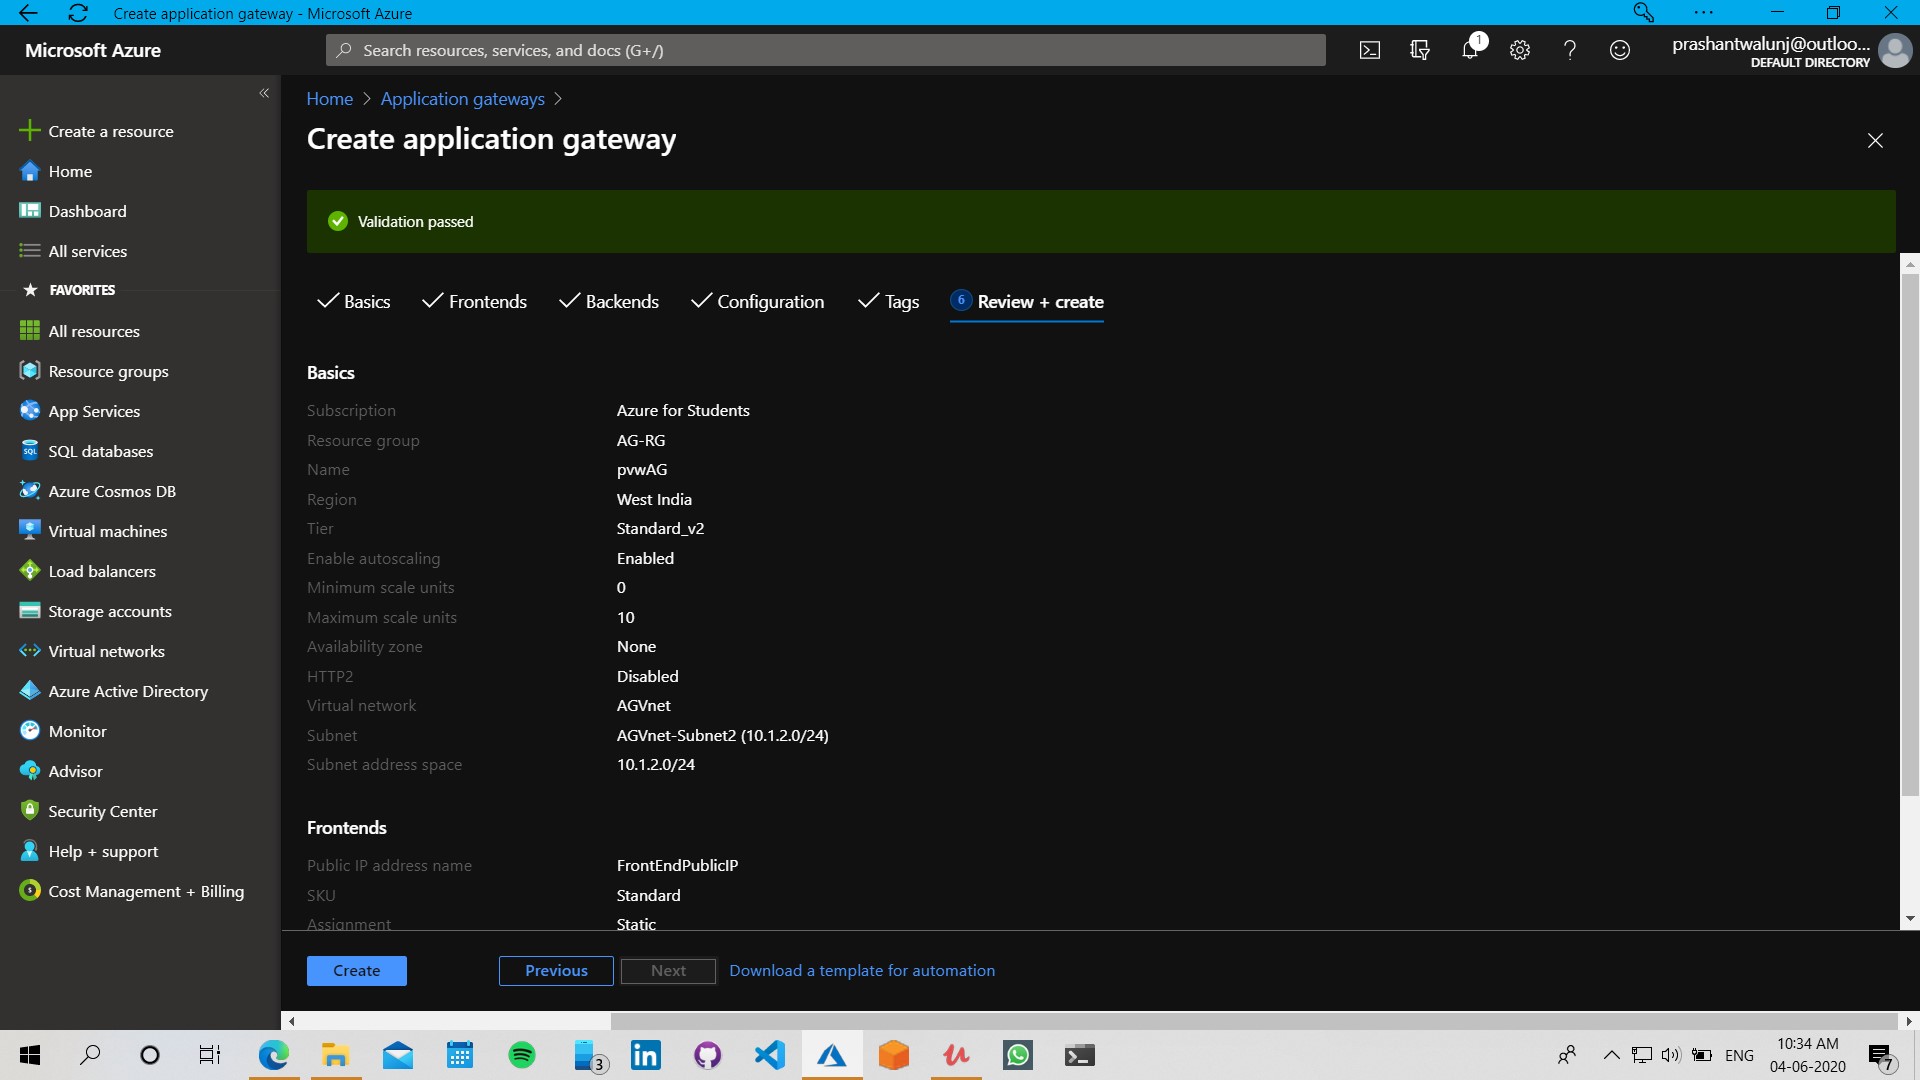 Create application gateway - Microsoft Azure
Microsoft Azure
Search resources, services, and docs (G+/)
1
prashantwalunj@outloo...
DEFAULT DIRECTORY
Create a resource
Home
Dashboard
All services
FAVORITES
All resources
Resource groups
App Services
SQL databases
Azure Cosmos DB
Virtual machines
Load balancers
Storage accounts
Virtual networks
Azure Active Directory
Monitor
Advisor
Security Center
Help + support
Cost Management + Billing
Home > Application gateways >
Create application gateway
Validation passed
Basics Frontends Backends Configuration Tags 6 Review + create
Basics
Subscription Azure for Students
Resource group AG-RG
Name pvwAG
Region West India
Tier Standard_v2
Enable autoscaling Enabled
Minimum scale units 0
Maximum scale units 10
Availability zone None
HTTP2 Disabled
Virtual network AGVnet
Subnet AGVnet-Subnet2 (10.1.2.0/24)
Subnet address space 10.1.2.0/24
Frontends
Public IP address name FrontEndPublicIP
SKU Standard
Assignment Static
Create Previous Next Download a template for automation
3
in
ENG
10:34 AM
04-06-2020
7